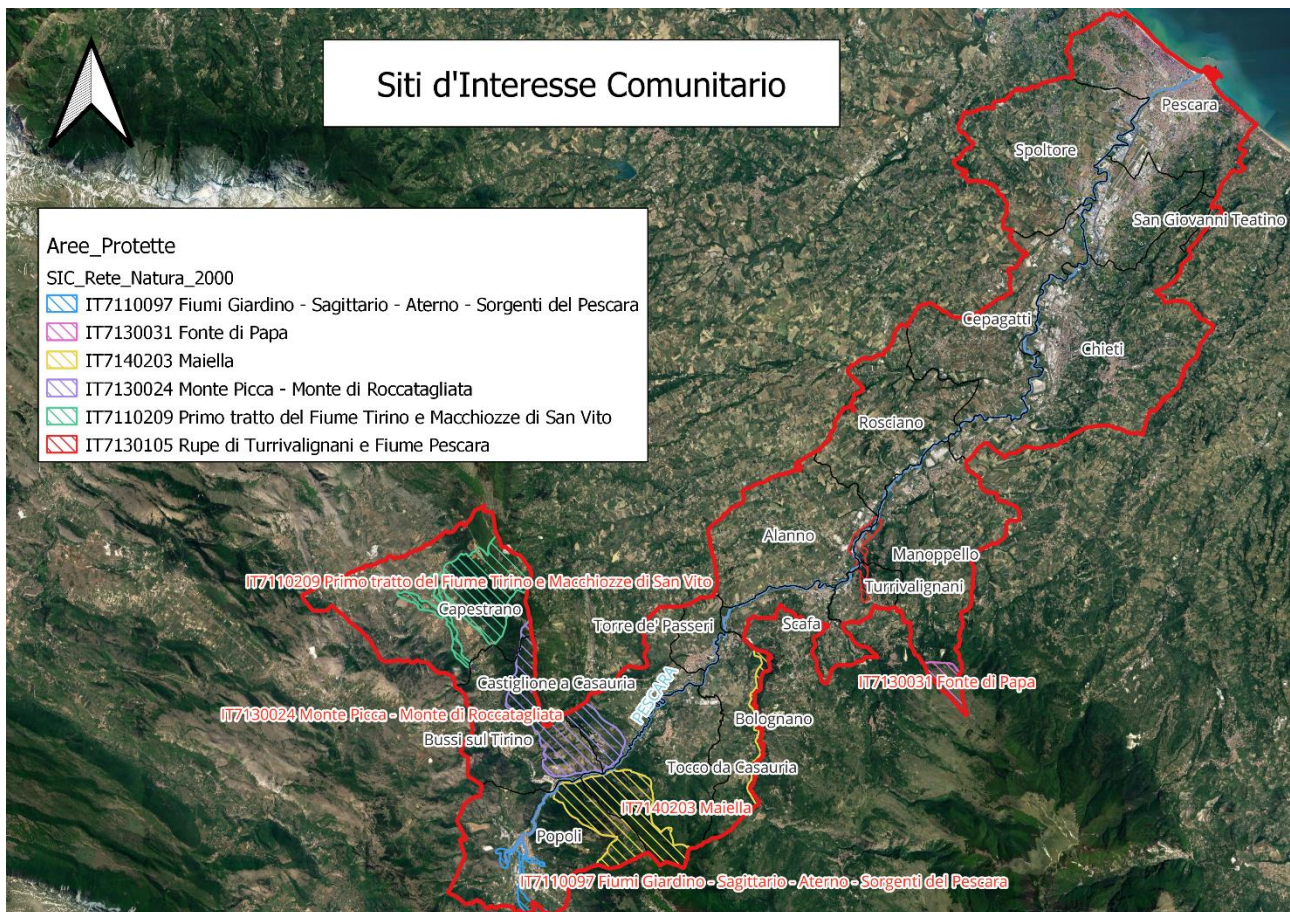 Siti d'Interesse Comunitario
Aree_Protette
SIC_Rete_Natura_2000
IT7110097 Fiumi Giardino - Sagittario - Aterno - Sorgenti del Pescara
IT7130031 Fonte di Papa
IT7140203 Maiella
IT7130024 Monte Picca - Monte di Roccatagliata
IT7110209 Primo tratto del Fiume Tirino e Macchiozze di San Vito
IT7130105 Rupe di Turrivalignani e Fiume Pescara
Pescara
Spoltore
San Giovanni Teatino
Cepagatti
Chieti
Rosciano
Alanno
Manoppello
IT7110209 Primo tratto del Fiume Tirino e Macchiozze di San Vito
Turrivalignani
Capestrano
Torre de' Passeri
Scafa
IT7130031 Fonte di Papa
Castiglione a Casauria
PESCARA
IT7130024 Monte Picca - Monte di Roccatagliata
Bolognano
Bussi sul Tirino
Tocco da Casauria
IT7140203 Maiella
Popoli
IT7110097 Fiumi Giardino - Sagittario - Aterno - Sorgenti del Pescara